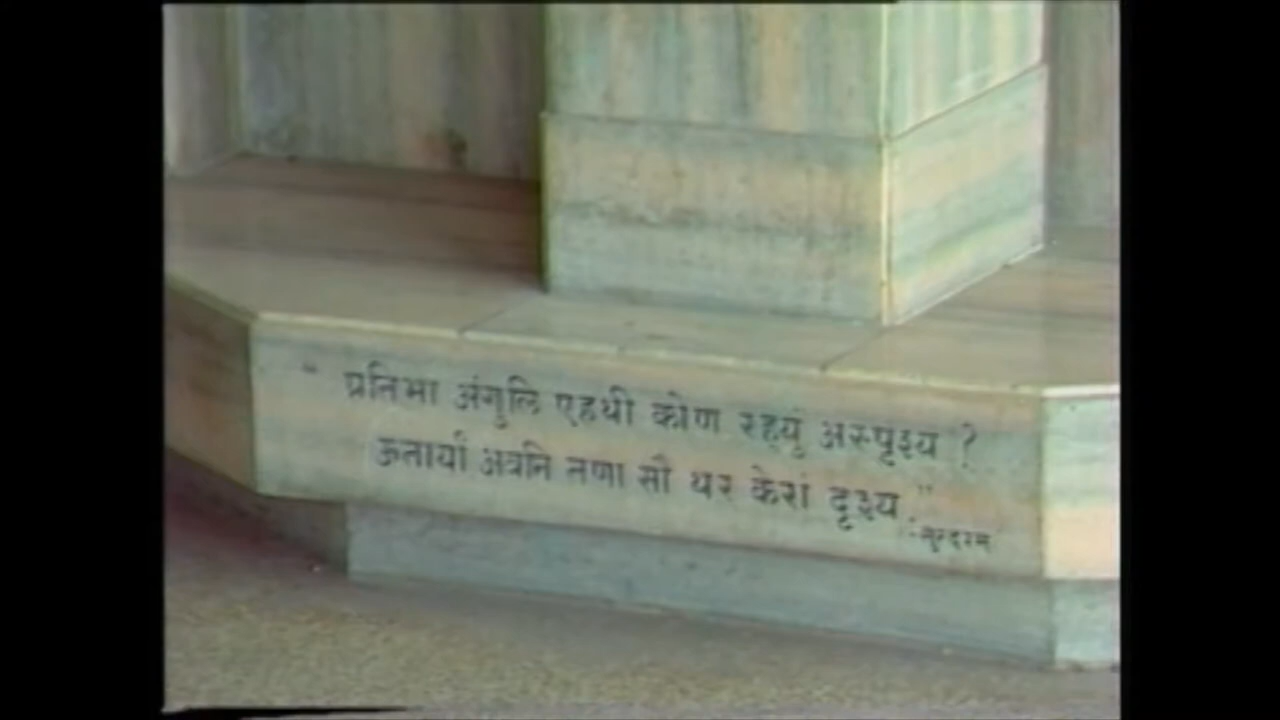 " प्रतिभा अंगुलि एहथी कोण रह्युं अस्पृश्य ?
ऊतार्यां अवनि तणा सौ थर केरां दृश्य."
:सुन्दरम्